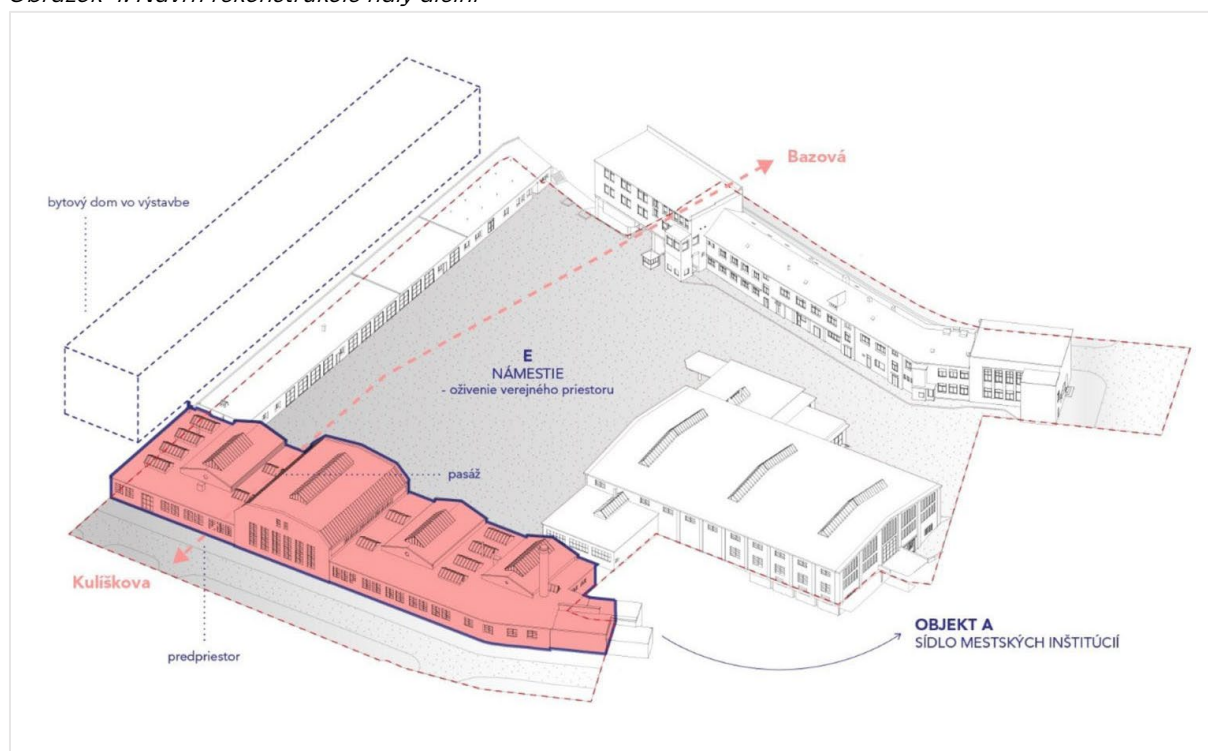 Bazová
bytový dom vo výstavbe
E
NÁMESTIE
- oživenie verejného priestoru
pasáž
Kulíškova
predpriestor
OBJEKT A
SÍDLO MESTSKÝCH INŠTITÚCIÍ